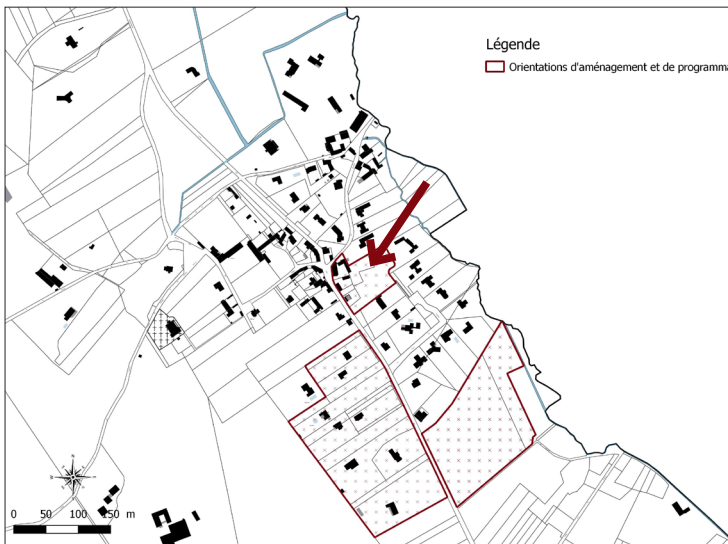 Légende
Orientations d'aménagement et de programma
N
0 50 100 150 m